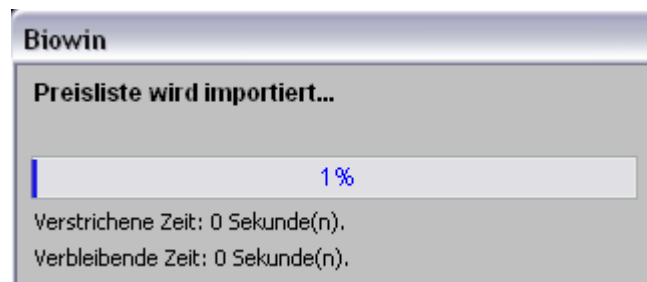 Biowin
Preisliste wird importiert...
1%
Verstrichene Zeit: 0 Sekunde(n).
Verbleibende Zeit: 0 Sekunde(n).